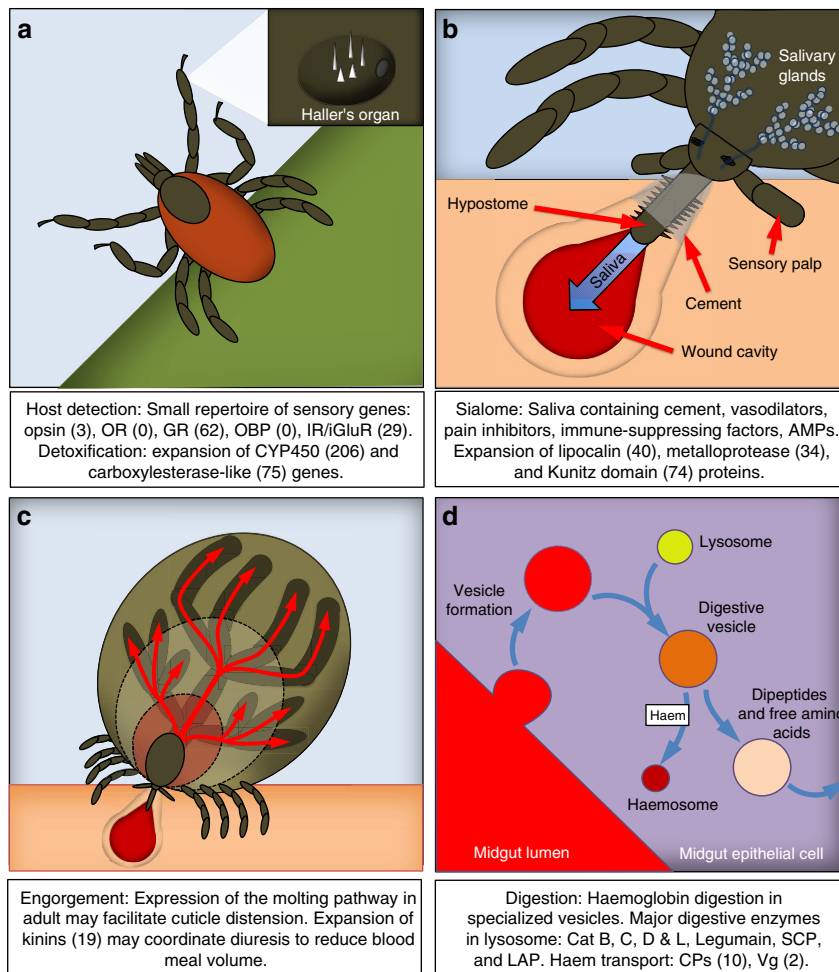 a
Haller's organ
Host detection: Small repertoire of sensory genes:
opsin (3), OR (0), GR (62), OBP (0), IR/iGluR (29).
Detoxification: expansion of CYP450 (206) and
carboxylesterase-like (75) genes.
b
Salivary
glands
Hypostome
Saliva
Sensory palp
Cement
Wound cavity
Sialome: Saliva containing cement, vasodilators,
pain inhibitors, immune-suppressing factors, AMPs.
Expansion of lipocalin (40), metalloprotease (34),
and Kunitz domain (74) proteins.
c
Engorgement: Expression of the molting pathway in
adult may facilitate cuticle distension. Expansion of
kinins (19) may coordinate diuresis to reduce blood
meal volume.
d
Lysosome
Vesicle
formation
Digestive
vesicle
Haem
Dipeptides
and free amino
acids
Haemosome
Midgut lumen
Midgut epithelial cell
Digestion: Haemoglobin digestion in
specialized vesicles. Major digestive enzymes
in lysosome: Cat B, C, D & L, Legumain, SCP,
and LAP. Haem transport: CPs (10), Vg (2).